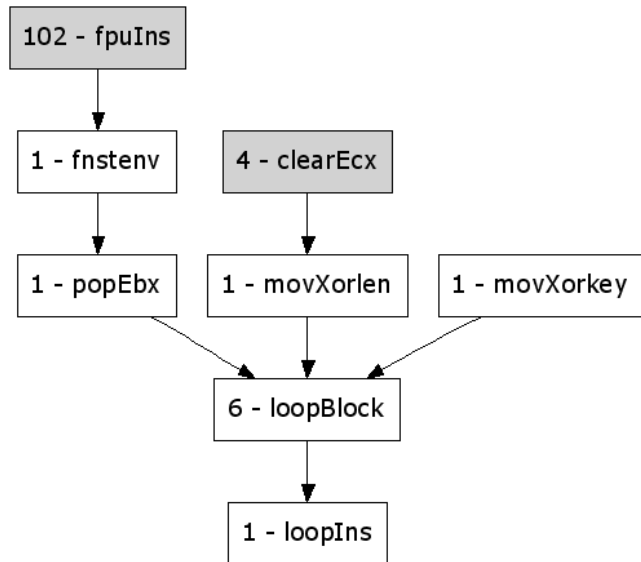 102 - fpuIns
1 - fnstenv
4 - clearEcx
1 - popEbx
1 - movXorlen
1 - movXorkey
6 - loopBlock
1 - loopIns